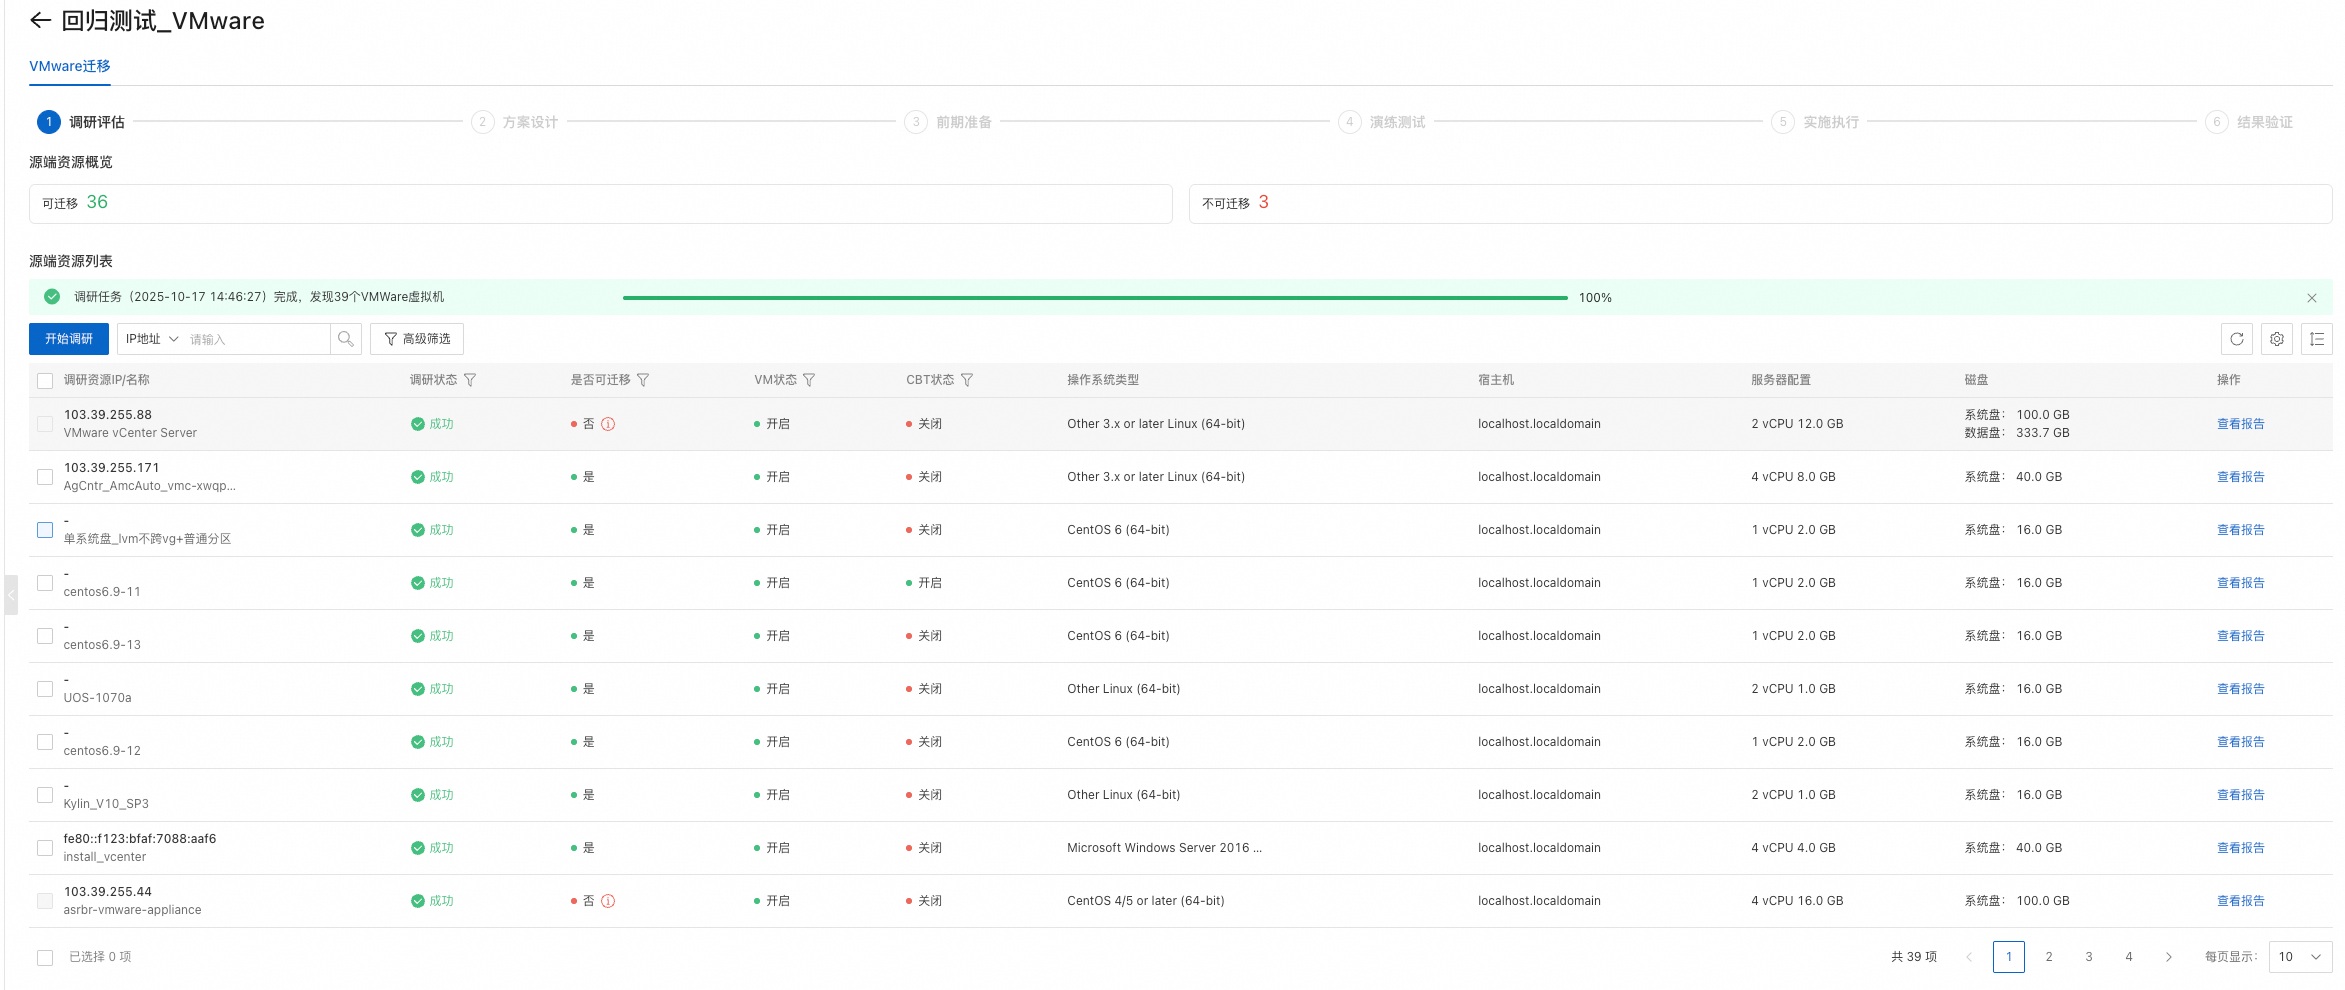 回归测试_VMware
VMware迁移
1 调研评估 2 方案设计 3 前期准备 4 演练测试 5 实施执行 6 结果验证
源端资源概览
可迁移 36 不可迁移 3
源端资源列表
调研任务（2025-10-17 14:46:27）完成，发现39个VMWare虚拟机 100%
开始调研 IP地址 请输入 高级筛选
调研资源IP/名称 调研状态 是否可迁移 VM状态 CBT状态 操作系统类型 宿主机 服务器配置 磁盘 操作
103.39.255.88 系统盘： 100.0 GB
成功 否 开启 关闭 Other 3.x or later Linux (64-bit) localhost.localdomain 2 vCPU 12.0 GB 查看报告
VMware vCenter Server 数据盘： 333.7 GB
103.39.255.171
成功 是 开启 关闭 Other 3.x or later Linux (64-bit) localhost.localdomain 4 vCPU 8.0 GB 系统盘： 40.0 GB 查看报告
AgCntr_AmcAuto_vmc-xwqp...
-
成功 是 开启 关闭 CentOS 6 (64-bit) localhost.localdomain 1 vCPU 2.0 GB 系统盘： 16.0 GB 查看报告
单系统盘_lvm不跨vg+普通分区
-
成功 是 开启 开启 CentOS 6 (64-bit) localhost.localdomain 1 vCPU 2.0 GB 系统盘： 16.0 GB 查看报告
centos6.9-11
-
成功 是 开启 关闭 CentOS 6 (64-bit) localhost.localdomain 1 vCPU 2.0 GB 系统盘： 16.0 GB 查看报告
centos6.9-13
-
成功 是 开启 关闭 Other Linux (64-bit) localhost.localdomain 2 vCPU 1.0 GB 系统盘： 16.0 GB 查看报告
UOS-1070a
-
成功 是 开启 关闭 CentOS 6 (64-bit) localhost.localdomain 1 vCPU 2.0 GB 系统盘： 16.0 GB 查看报告
centos6.9-12
-
成功 是 开启 关闭 Other Linux (64-bit) localhost.localdomain 2 vCPU 1.0 GB 系统盘： 16.0 GB 查看报告
Kylin_V10_SP3
fe80::f123:bfaf:7088:aaf6
成功 是 开启 关闭 Microsoft Windows Server 2016 ... localhost.localdomain 4 vCPU 4.0 GB 系统盘： 40.0 GB 查看报告
install_vcenter
103.39.255.44
成功 否 开启 关闭 CentOS 4/5 or later (64-bit) localhost.localdomain 4 vCPU 16.0 GB 系统盘： 100.0 GB 查看报告
asrbr-vmware-appliance
已选择 0 项 共 39 项 1 2 3 4 每页显示： 10